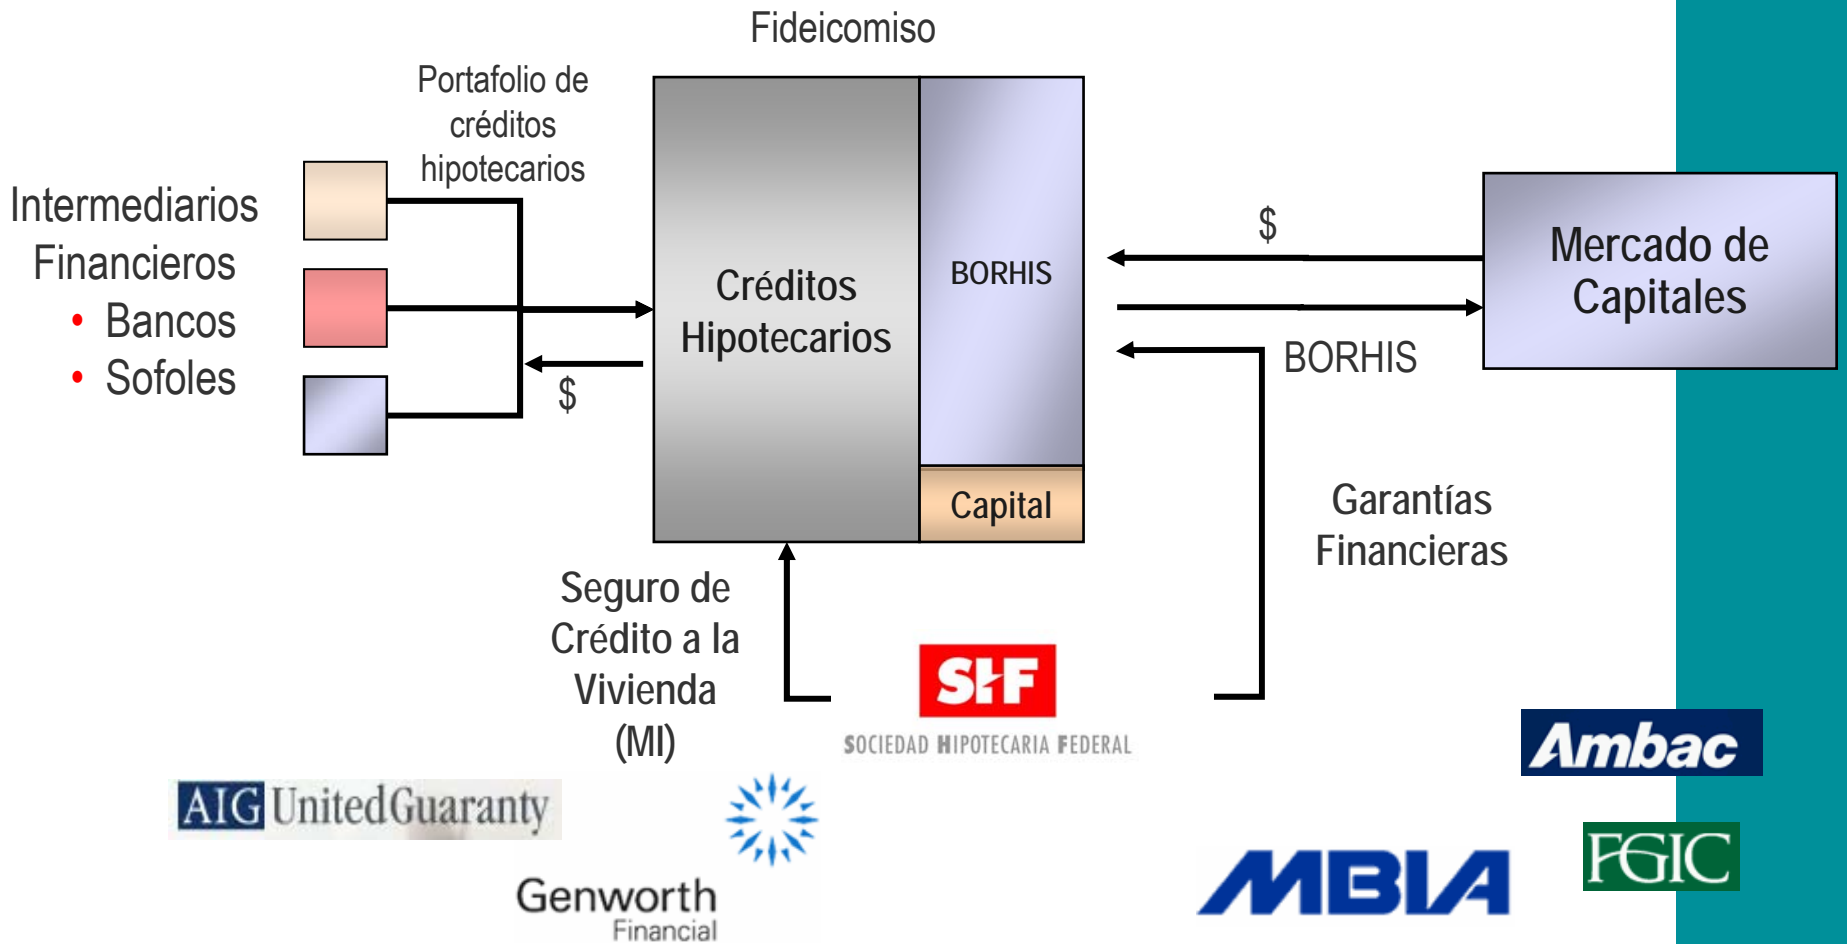 Fideicomiso
Portafolio de
créditos
hipotecarios
Intermediarios
Financieros
• Bancos
• Sofoles
$
Créditos
Hipotecarios
BORHIS
Capital
$
BORHIS
Mercado de
Capitales
Garantías
Financieras
Seguro de
Crédito a la
Vivienda
(MI)
SHF
SOCIEDAD HIPOTECARIA FEDERAL
AIG United Guaranty
Genworth
Financial
Ambac
MBIA
FGIC